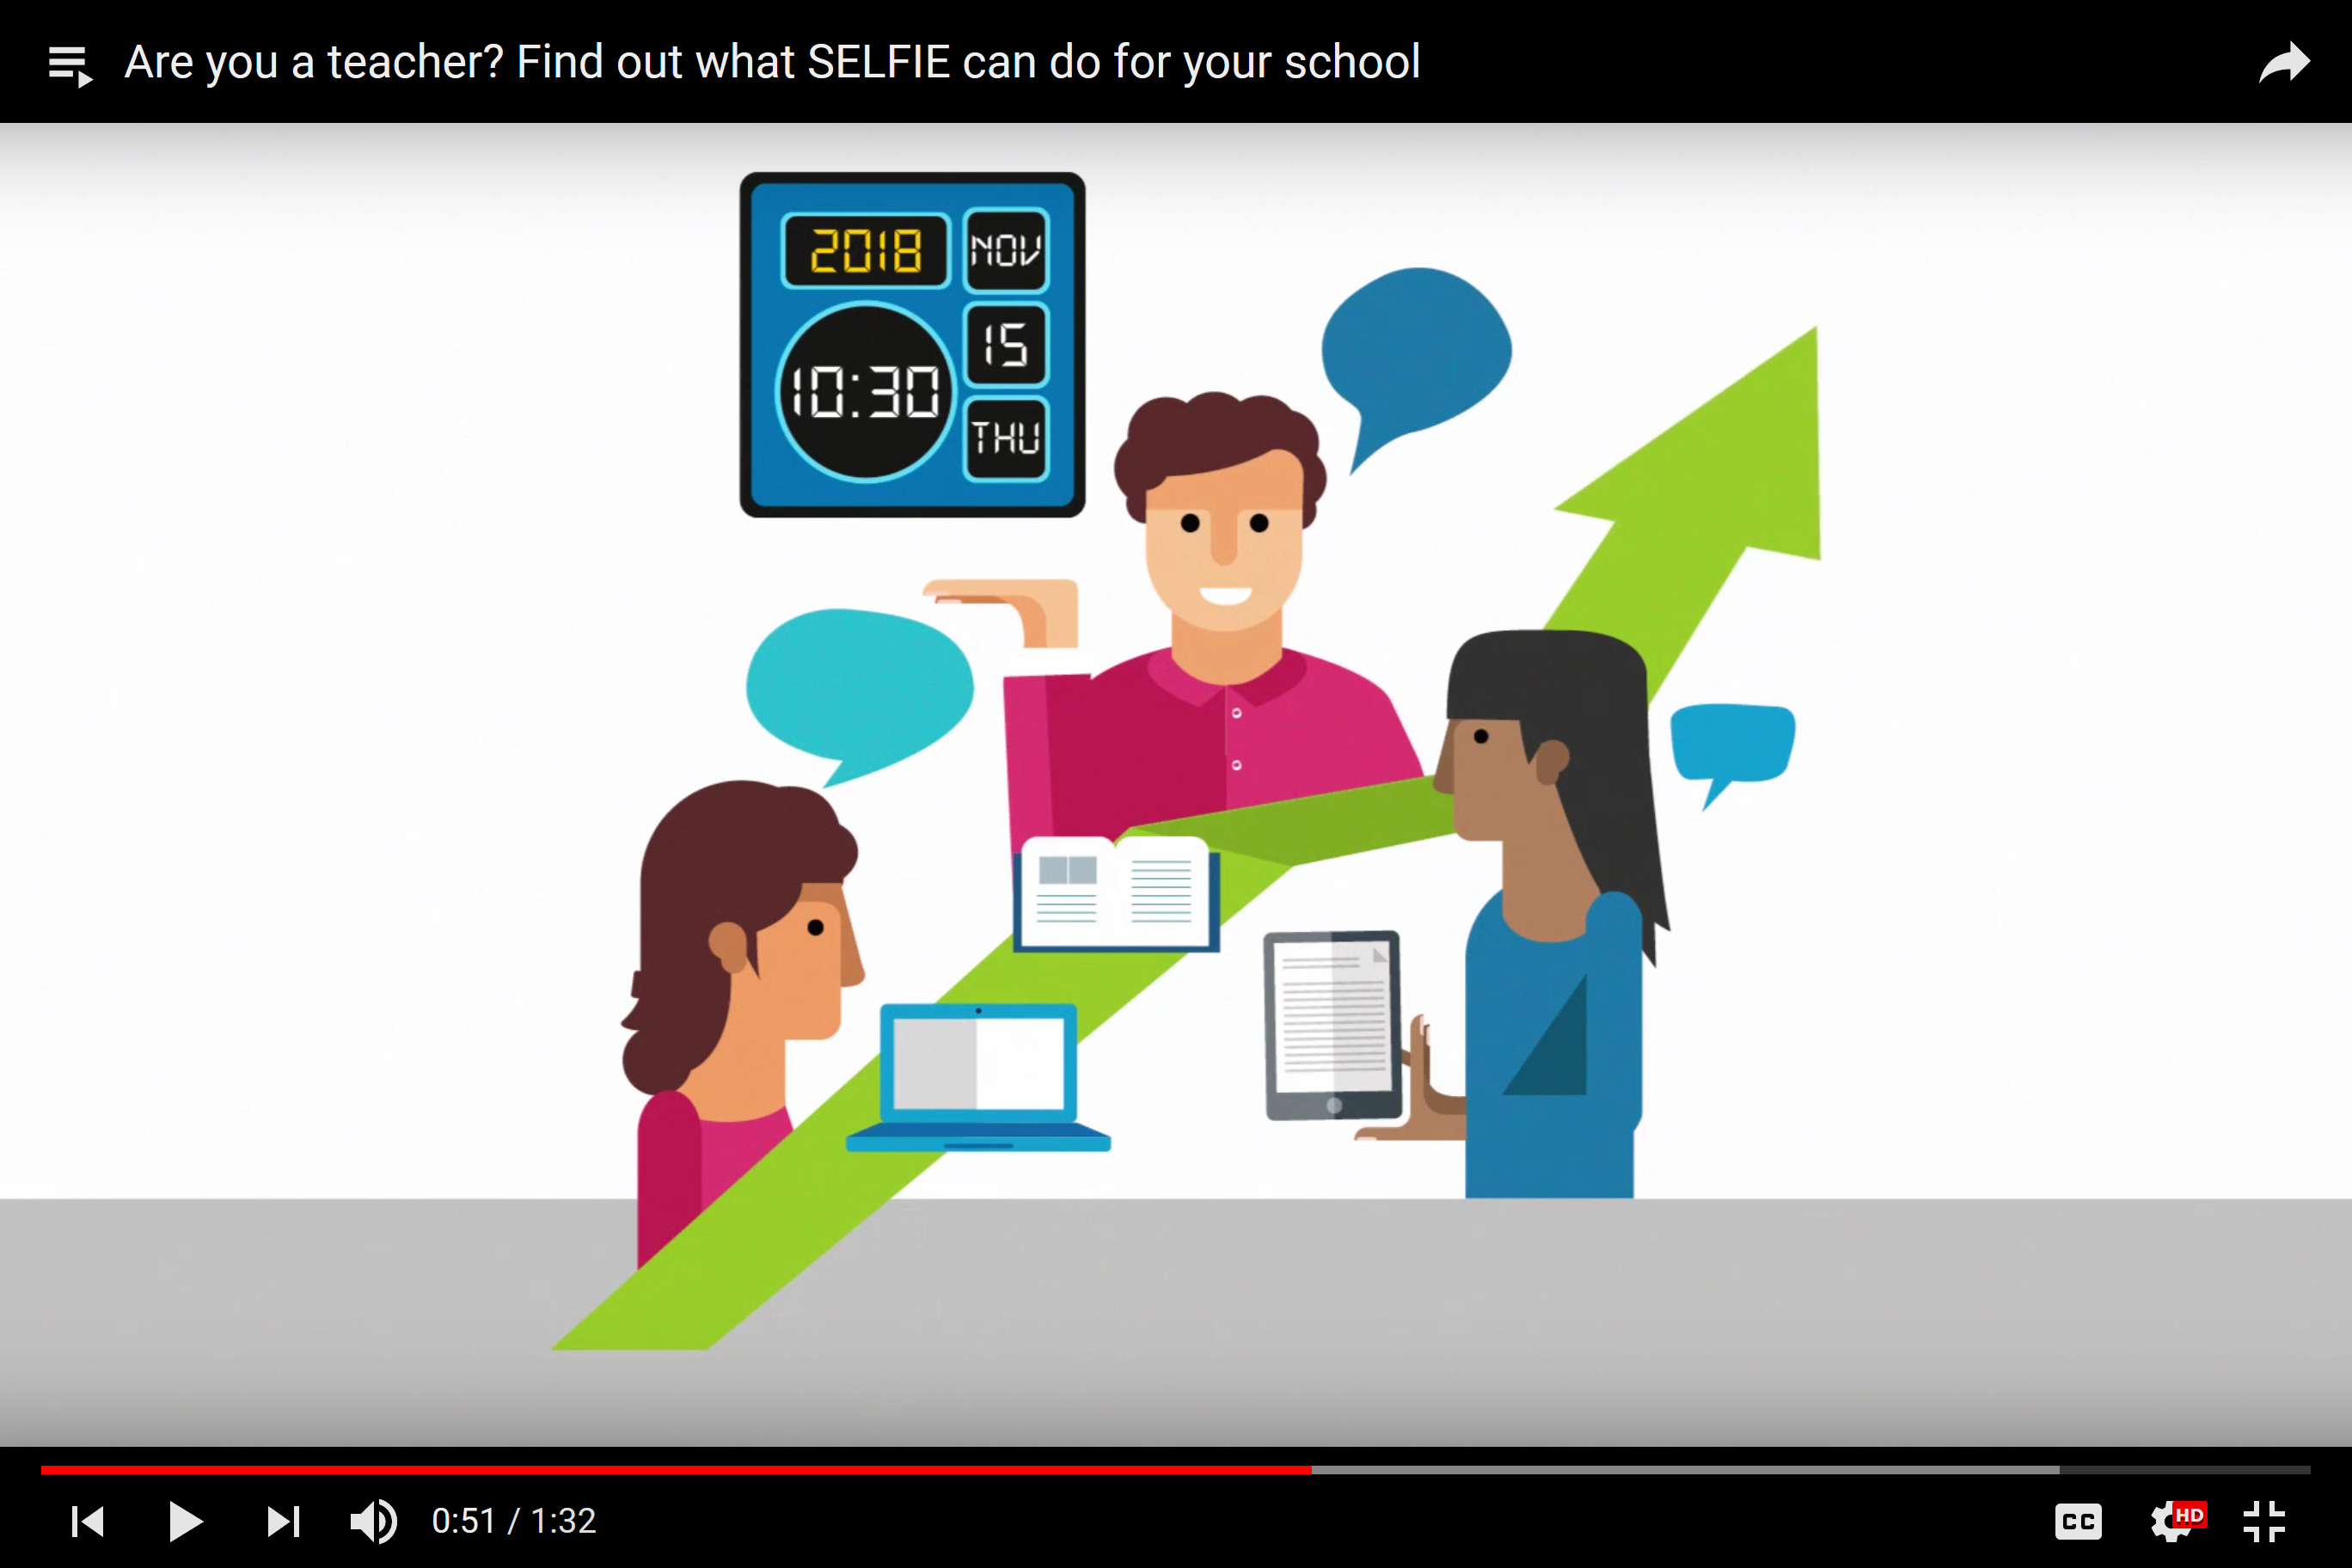 Are you a teacher? Find out what SELFIE can do for your school
2018
NOV
10:30
15
THU
0:51 / 1:32
CC
HD